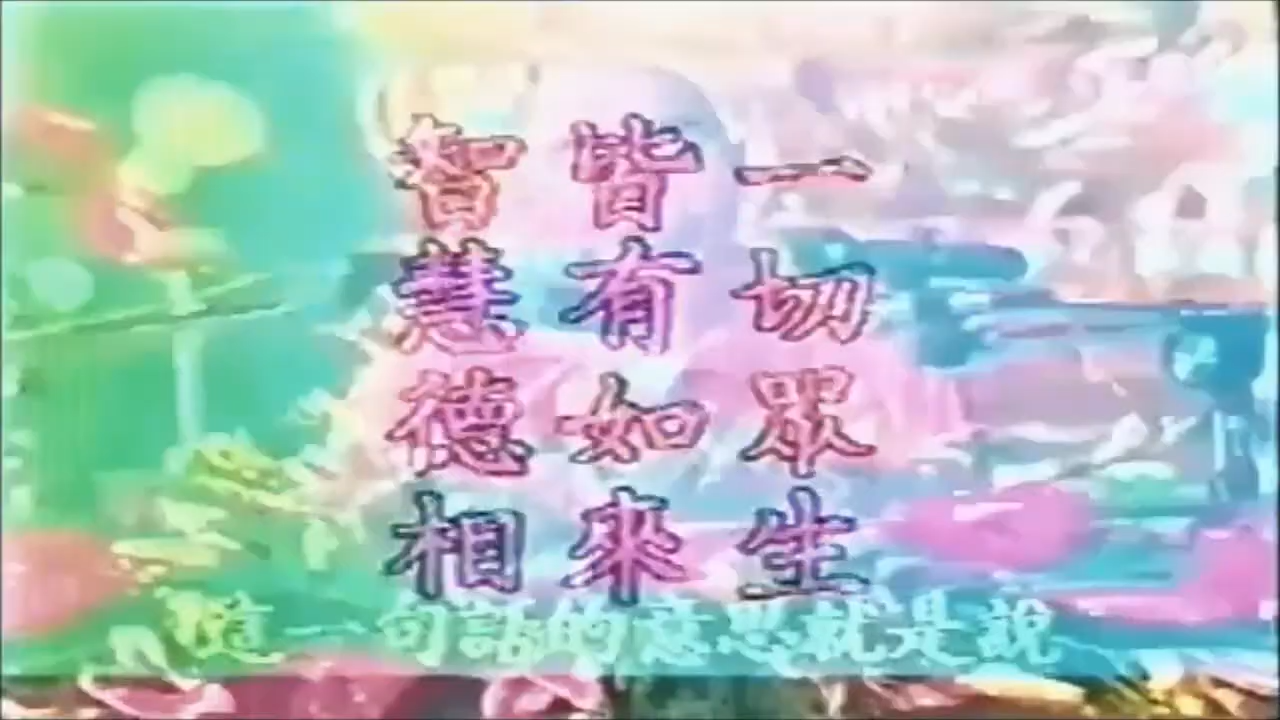 一切眾生
皆有如來
智慧德相
這一句話的意思就是說